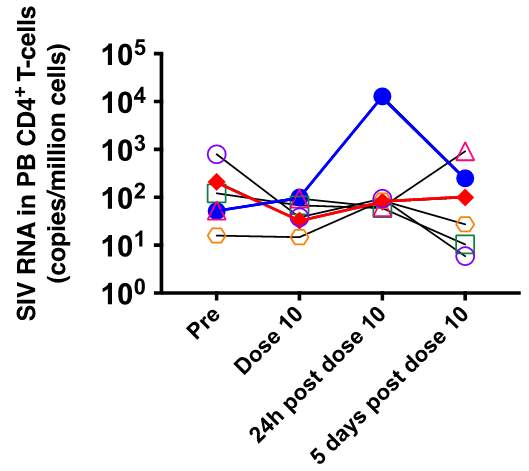 SIV RNA in PB CD4⁺ T-cells
(copies/million cells)
10⁵
10⁴
10³
10²
10¹
10⁰
Pre
Dose 10
24h post dose 10
5 days post dose 10